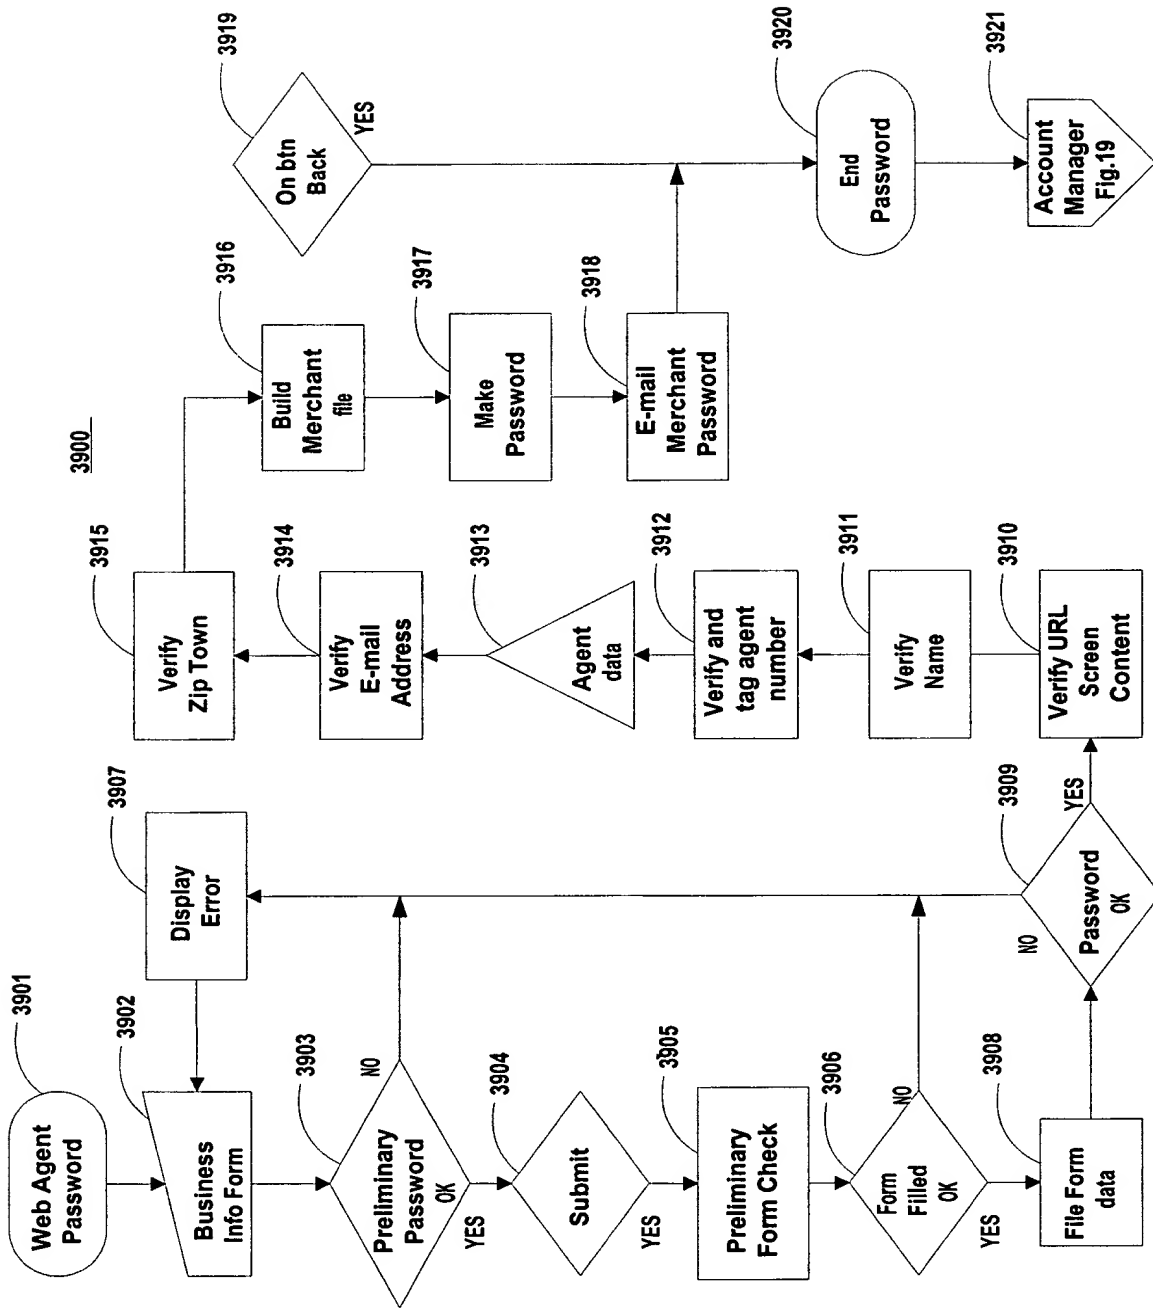 3900
3901
Web Agent
Password
3902
Business
Info Form
3903
Preliminary
Password
OK
NO
YES
3904
Submit
YES
3905
Preliminary
Form Check
3906
Form
Filled
OK
NO
YES
3907
Display
Error
3908
File Form
data
3909
Password
OK
NO
YES
3910
Verify URL
Screen
Content
3911
Verify
Name
3912
Verify and
tag agent
number
3913
Agent
data
3914
Verify
E-mail
Address
3915
Verify
Zip Town
3916
Build
Merchant
file
3917
Make
Password
3918
E-mail
Merchant
Password
3919
On btn
Back
YES
3920
End
Password
3921
Account
Manager
Fig.19